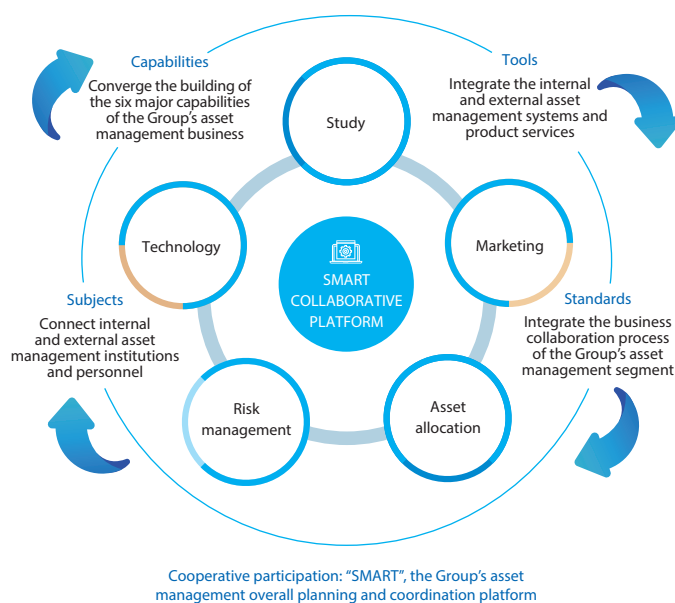 Capabilities
Converge the building of
the six major capabilities
of the Group's asset
management business
Tools
Integrate the internal
and external asset
management systems and
product services
Study
Technology
Marketing
SMART
COLLABORATIVE
PLATFORM
Subjects
Connect internal
and external asset
management institutions
and personnel
Standards
Integrate the business
collaboration process
of the Group's asset
management segment
Risk
management
Asset
allocation
Cooperative participation: “SMART”, the Group's asset
management overall planning and coordination platform